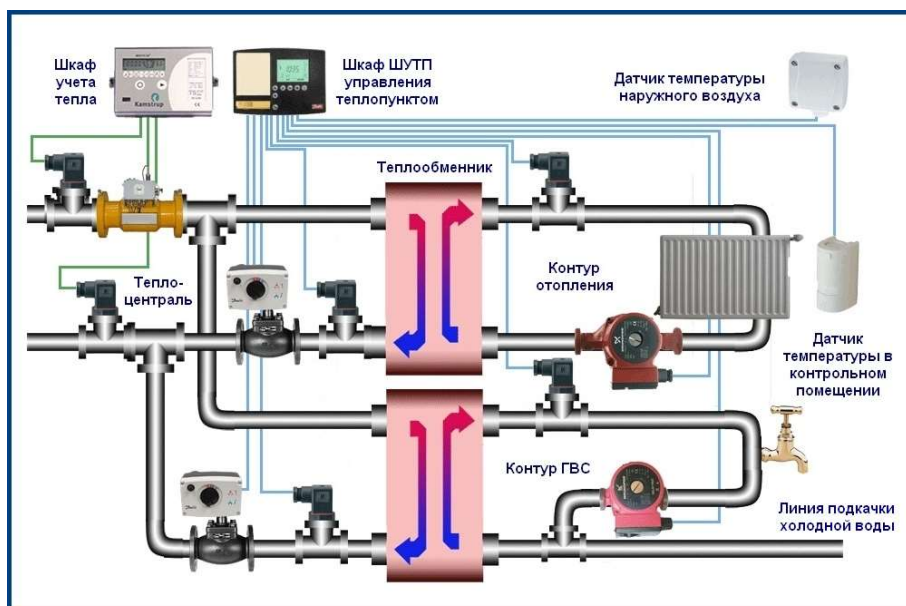 Шкаф
учета
тепла
Kamstrup
Шкаф ШУТП
управления
теплопунктом
Датчик температуры
наружного воздуха
Теплообменник
Тепло-
централь
Контур
отопления
Датчик
температуры в
контрольном
помещении
Контур ГВС
Линия подкачки
холодной воды